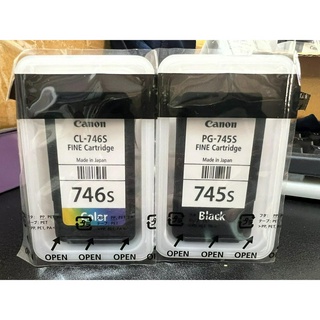 Canon
CL-746S
FINE Cartridge
Made in Japan
746s
Color
OPEN OPEN OPEN
Canon
PG-745S
FINE Cartridge
Made in Japan
745s
Black
OPEN OPEN OPEN